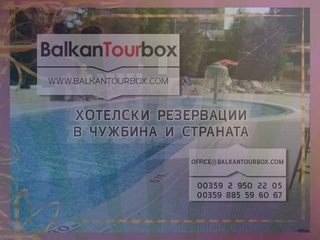 BalkanTourbox
WWW.BALKANTOURBOX.COM
ХОТЕЛСКИ РЕЗЕРВАЦИИ
В ЧУЖБИНА И СТРАНАТА
OFFICE@BALKANTOURBOX.COM
00359 2 950 22 05
00359 885 59 60 67